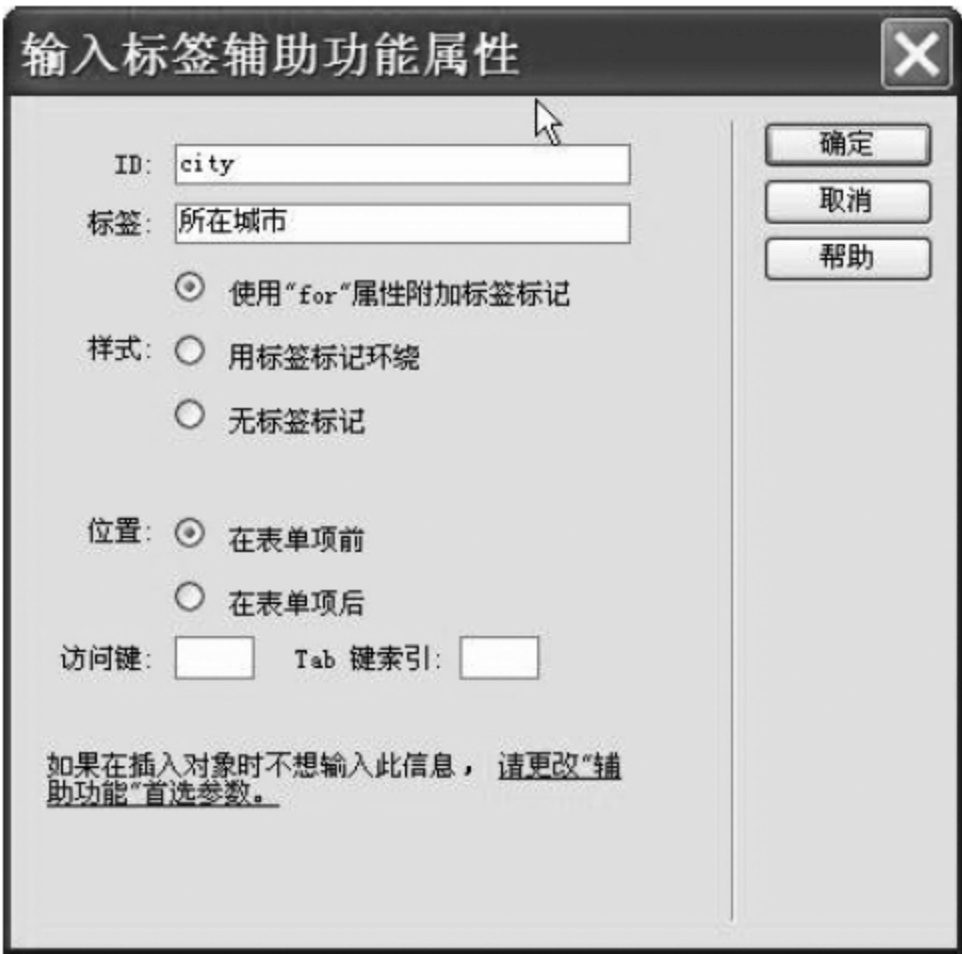 输入标签辅助功能属性
ID: city
确定
标签: 所在城市
取消
帮助
使用"for"属性附加标签标记
样式: 用标签标记环绕
无标签标记
位置: 在表单项前
在表单项后
访问键: Tab 键索引:
如果在插入对象时不想输入此信息， 请更改"辅
助功能"首选参数。